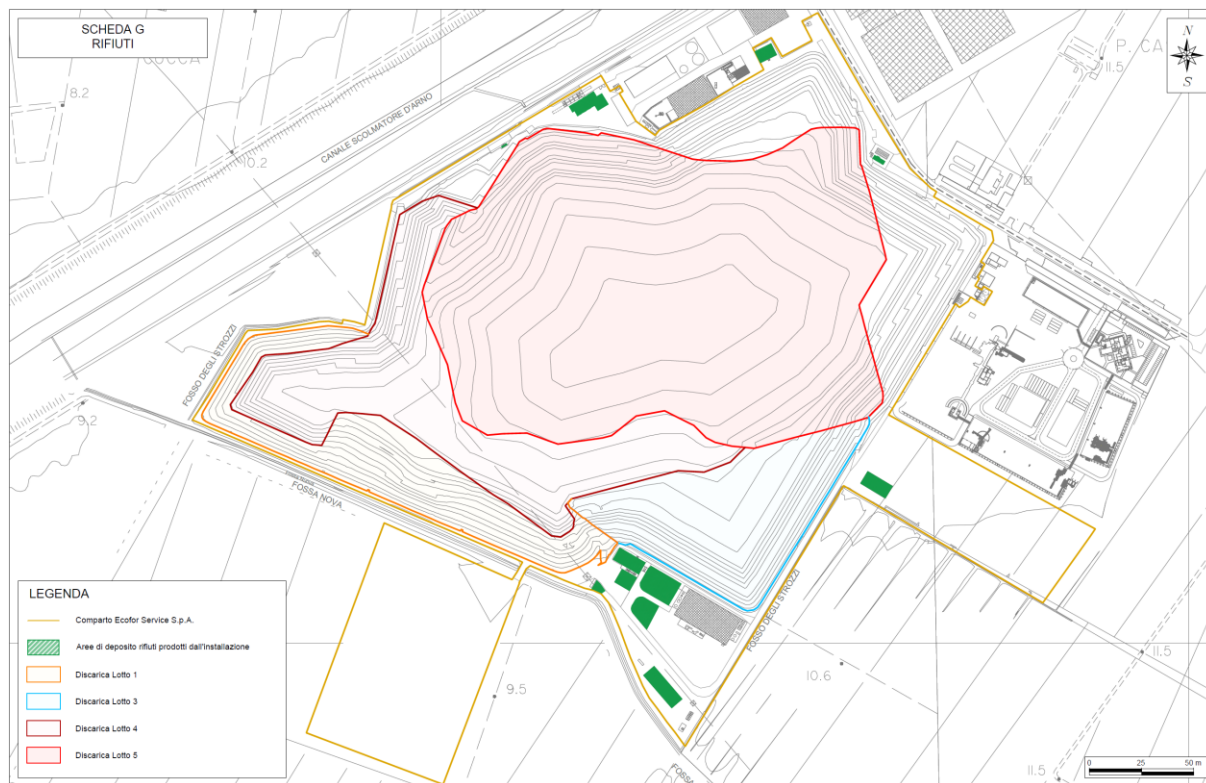 SCHEDA G
RIFIUTI
N
S
P. CA
11.5
8.2
10.2
CANALE SCOLMATORE D'ARNO
FOSSO DEGLI STROZZI
9.2
FOSSA NOVA
FOSSO DEGLI STROZZI
9.5
10.6
11.5
11.5
FOSSA
LEGENDA
Comparto Ecofor Service S.p.A.
Aree di deposito rifiuti prodotti dall'Installazione
Discarica Lotto 1
Discarica Lotto 3
Discarica Lotto 4
Discarica Lotto 5
0 25 50 m